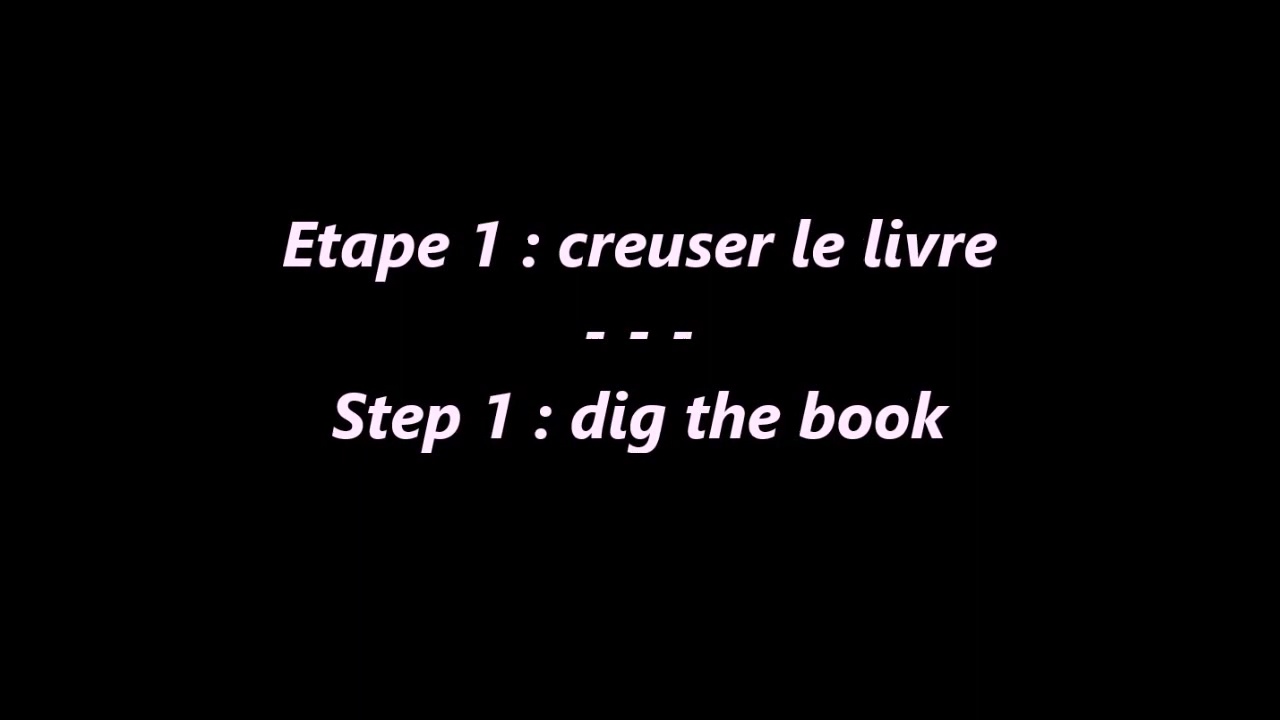 Etape 1 : creuser le livre
- - -
Step 1 : dig the book